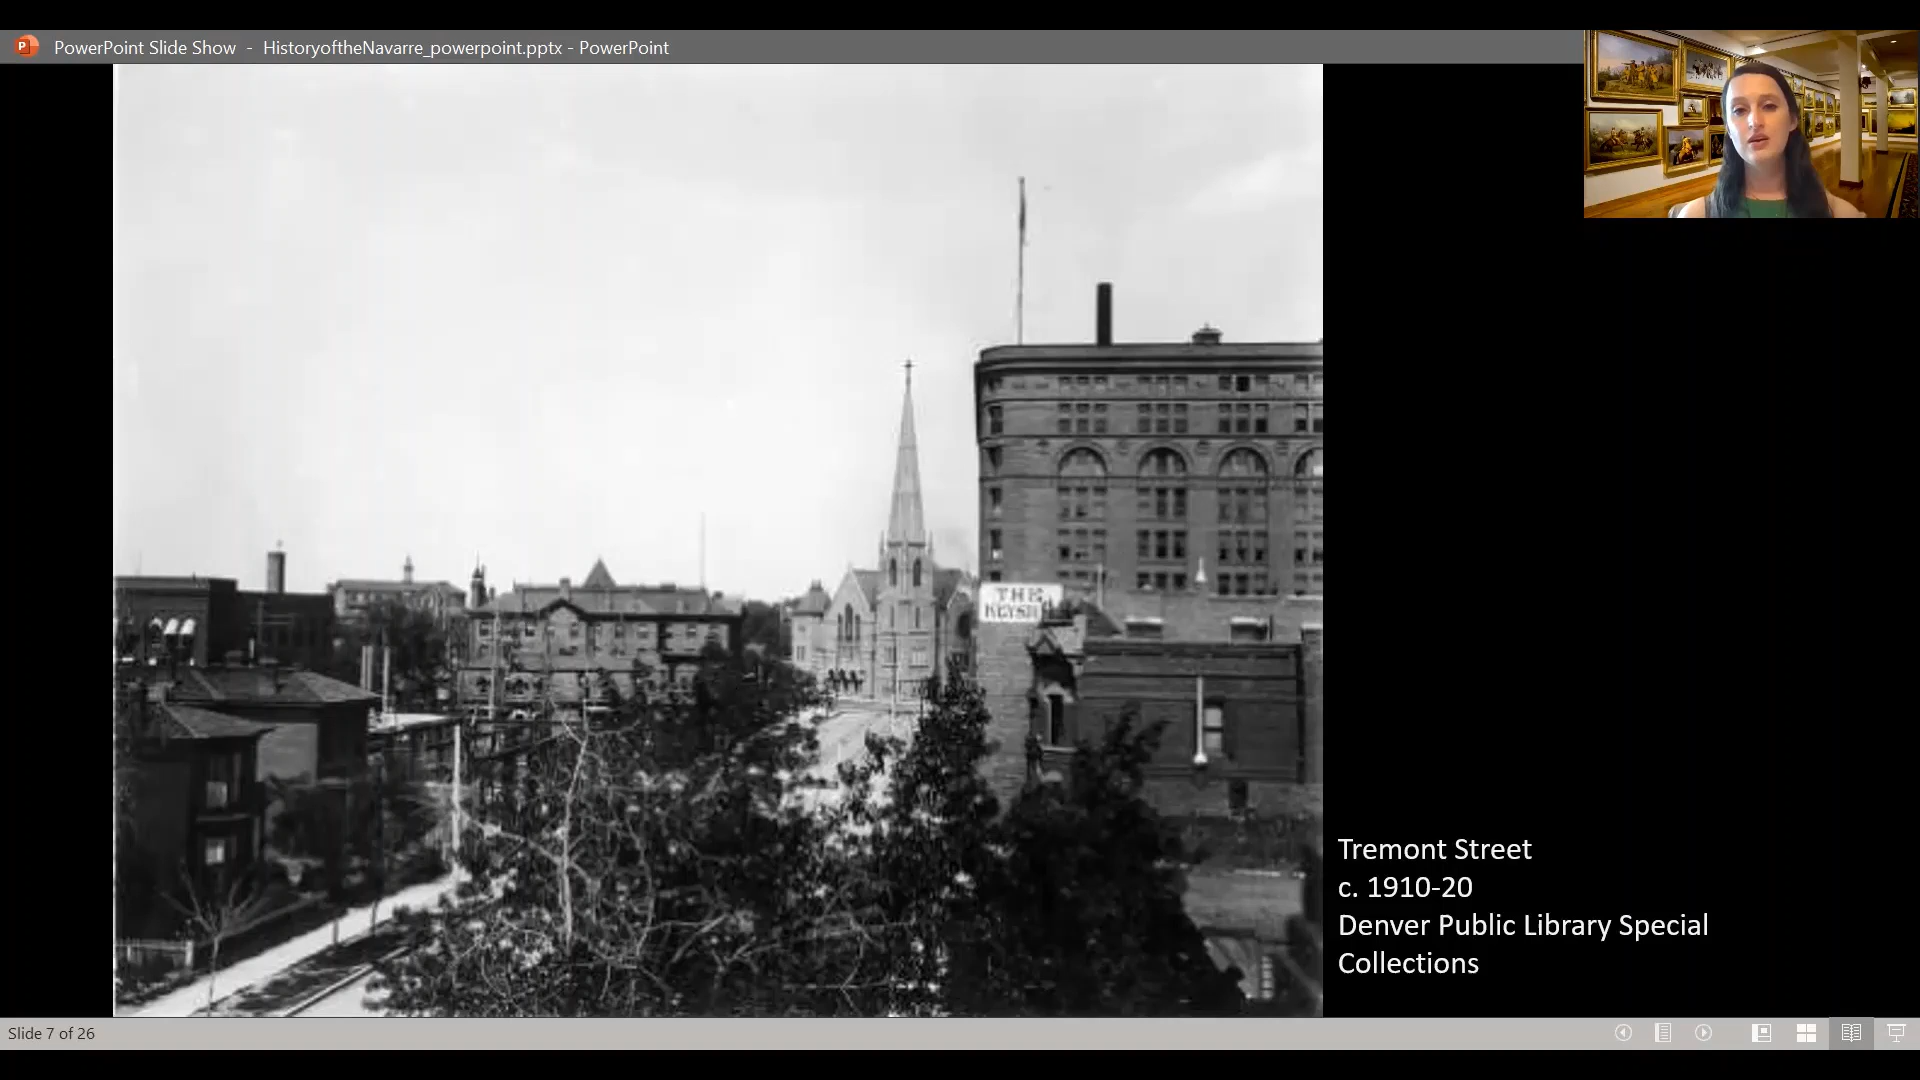 PowerPoint Slide Show - HistoryoftheNavarre_powerpoint.pptx - PowerPoint
THE
Tremont Street
c. 1910-20
Denver Public Library Special
Collections
Slide 7 of 26